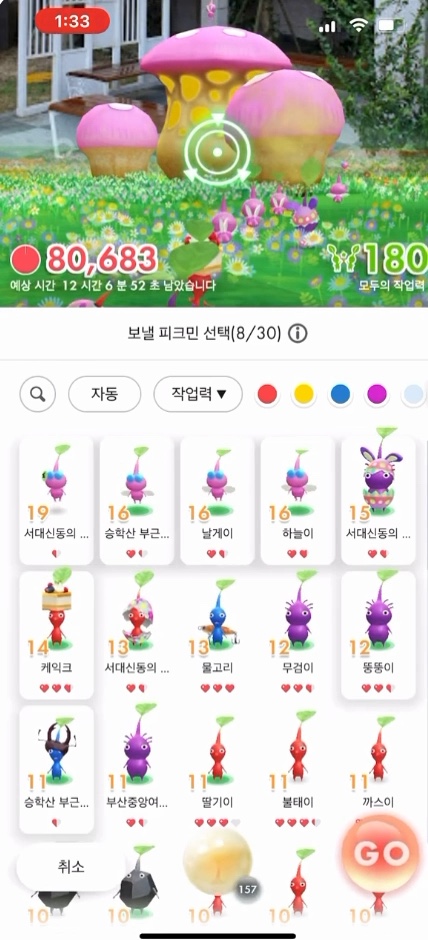 1:33
80,683
180
예상 시간 12 시간 6 분 52 초 남았습니다
모두의 작업력
보낼 피크민 선택(8/30)
자동
작업력▼
19
16
16
16
15
서대신동의 ...
승학산 부근...
날게이
하늘이
서대신동의 ...
14
13
13
12
12
케익크
서대신동의 ...
물고리
무겁이
뚱뚱이
11
11
11
11
11
승학산 부근...
부산중앙여...
딸기이
불태이
까스이
취소
157
GO
10
10
10
10
10